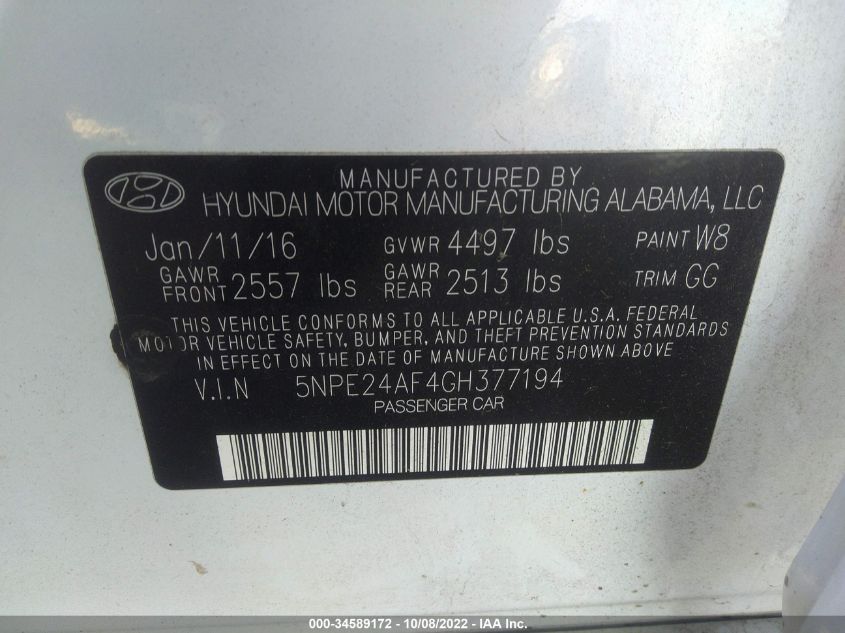 MANUFACTURED BY
HYUNDAI MOTOR MANUFACTURING ALABAMA, LLC
Jan/11/16 GVWR 4497 lbs PAINT W8
GAWR FRONT 2557 lbs GAWR REAR 2513 lbs TRIM GG
THIS VEHICLE CONFORMS TO ALL APPLICABLE U.S.A. FEDERAL
MOTOR VEHICLE SAFETY, BUMPER, AND THEFT PREVENTION STANDARDS
IN EFFECT ON THE DATE OF MANUFACTURE SHOWN ABOVE
V.I.N 5NPE24AF4GH377194
PASSENGER CAR
000-34589172 - 10/08/2022 - IAA Inc.